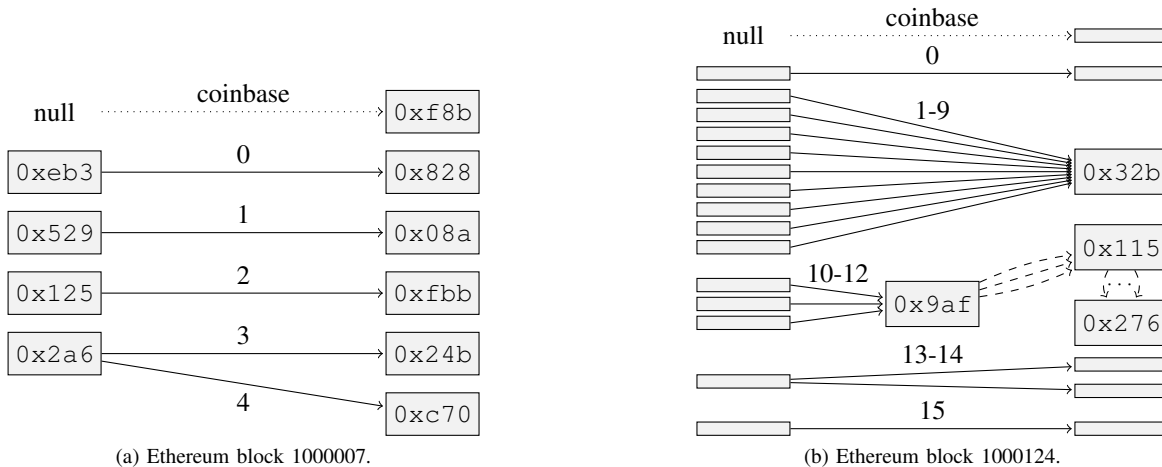 null coinbase 0xf8b
0xeb3 0 0x828
0x529 1 0x08a
0x125 2 0xfbb
0x2a6 3 0x24b
4 0xc70
(a) Ethereum block 1000007.
null coinbase
0
1-9
0x32b
0x115
10-12
0x9af
...
0x276
13-14
15
(b) Ethereum block 1000124.